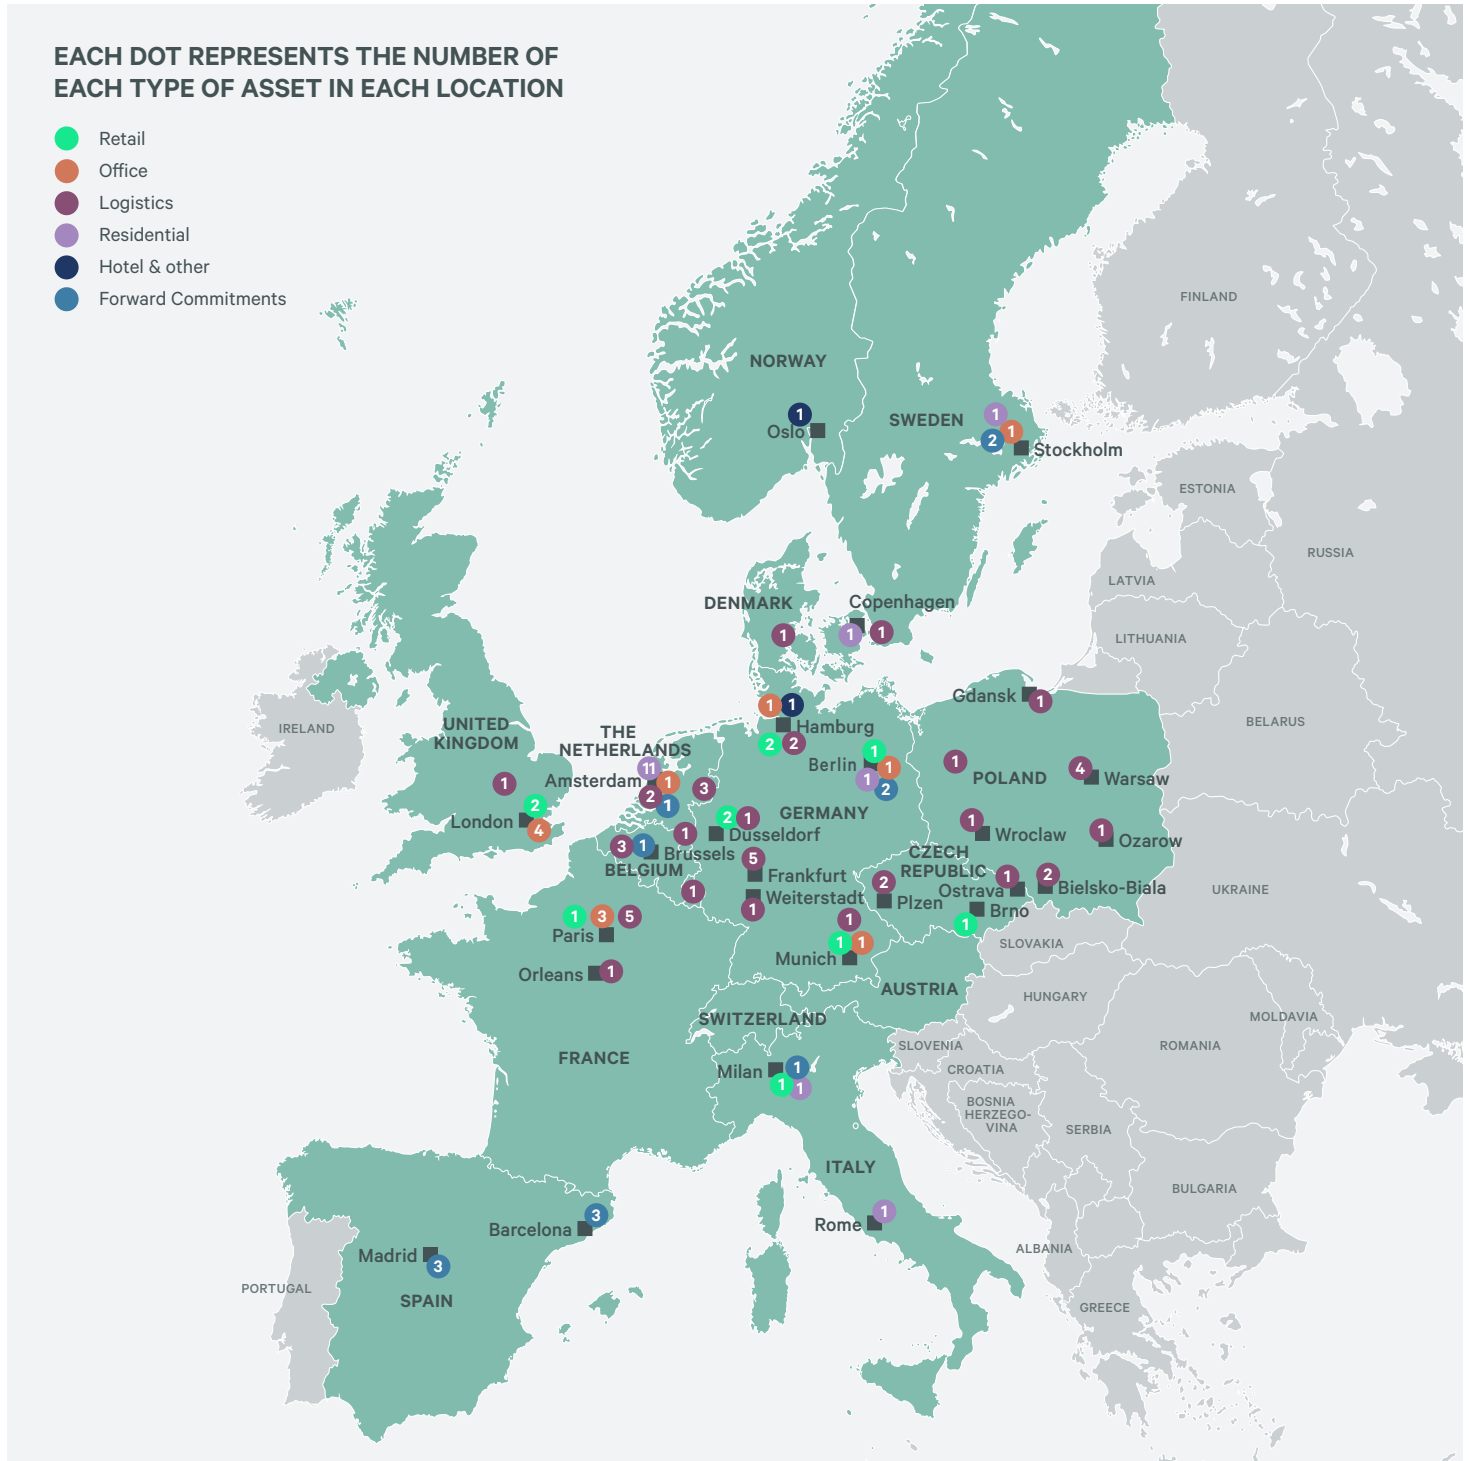 EACH DOT REPRESENTS THE NUMBER OF
EACH TYPE OF ASSET IN EACH LOCATION
Retail
Office
Logistics
Residential
Hotel & other
Forward Commitments
FINLAND
NORWAY
1
Oslo
SWEDEN
1
1
2
Stockholm
ESTONIA
RUSSIA
LATVIA
LITHUANIA
BELARUS
DENMARK
1
Copenhagen
1
1
Gdansk
1
IRELAND
UNITED
KINGDOM
1
2
London
4
THE
NETHERLANDS
11
Amsterdam
1
2
1
3
1
1
Hamburg
2
2
1
Berlin
1
1
2
GERMANY
2
1
Dusseldorf
1
POLAND
4
Warsaw
1
Wroclaw
1
Ozarow
3
1
Brussels
BELGIUM
1
1
5
Frankfurt
Weiterstadt
1
CZECH
REPUBLIC
2
Plzen
1
Ostrava
2
Bielsko-Biala
Brno
1
UKRAINE
1
3
5
Paris
Orleans
1
1
1
1
Munich
SLOVAKIA
AUSTRIA
HUNGARY
MOLDAVIA
SWITZERLAND
SLOVENIA
ROMANIA
FRANCE
Milan
1
1
1
CROATIA
BOSNIA
HERZEGO-
VINA
SERBIA
ITALY
BULGARIA
Rome
1
Barcelona
3
Madrid
3
SPAIN
PORTUGAL
ALBANIA
GREECE